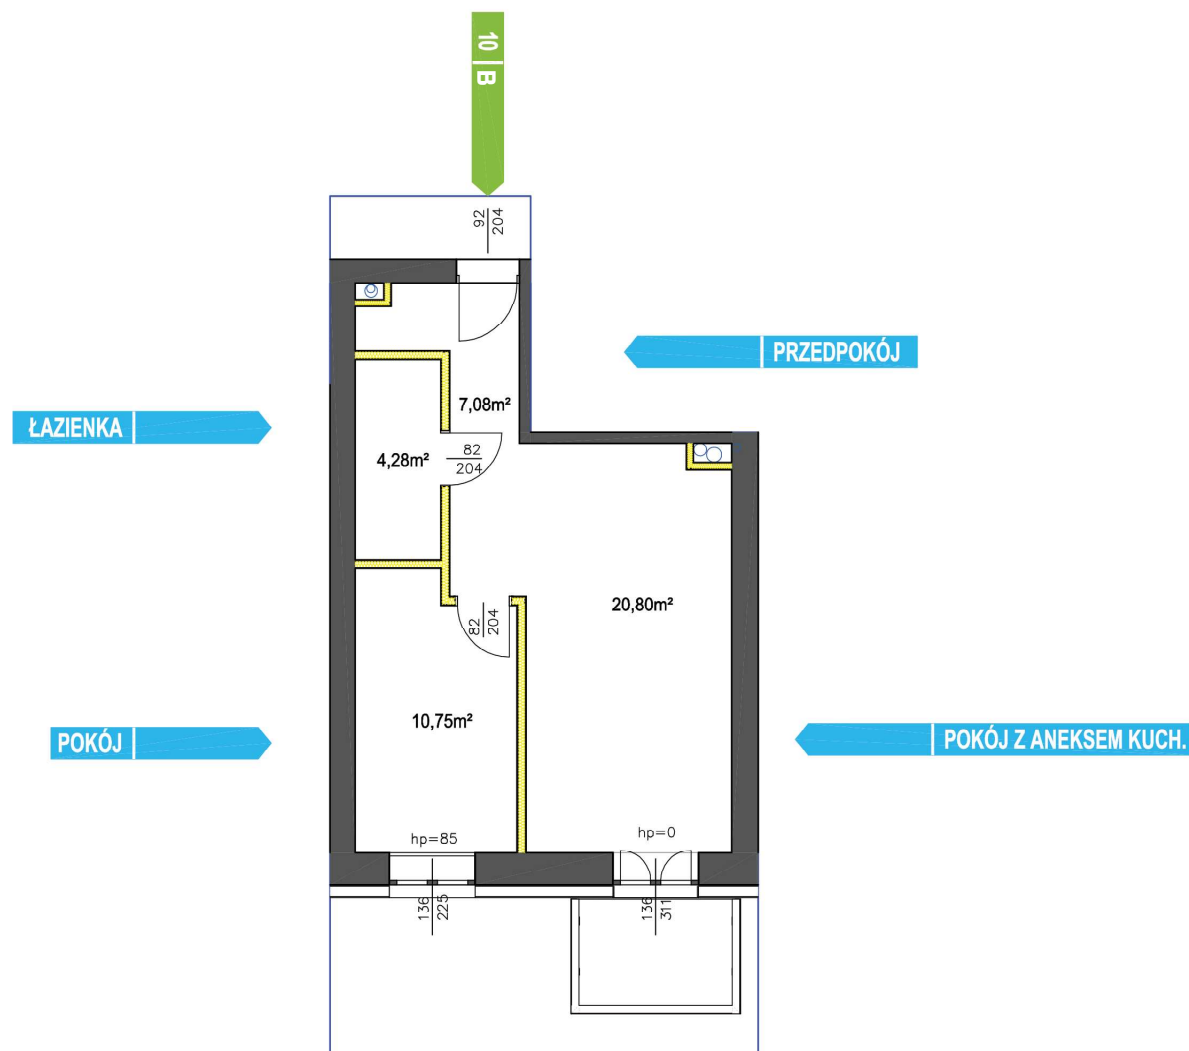 10 | B
92
204
PRZEDPOKÓJ
7,08m²
ŁAZIENKA
4,28m²
82
204
20,80m²
82
204
10,75m²
POKÓJ
POKÓJ Z ANEKSEM KUCH.
hp=85
hp=0
136
225
136
311